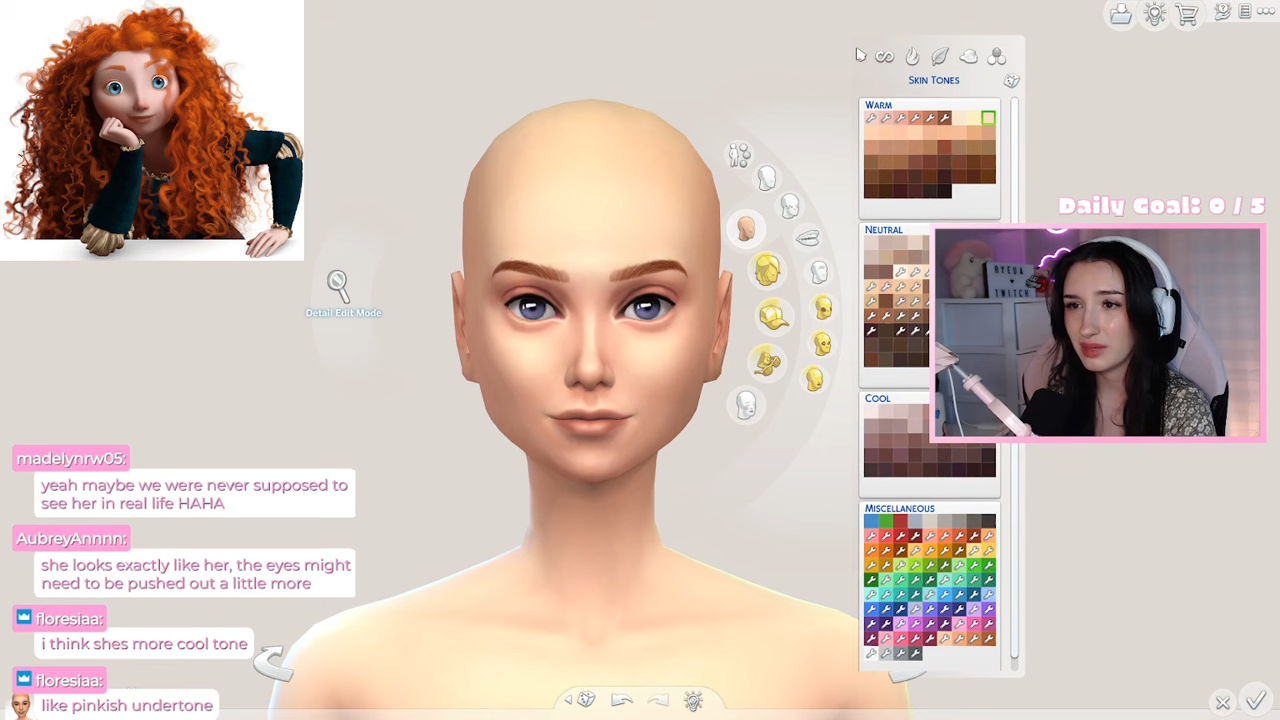 SKIN TONES
WARM
Daily Goal: 0 / 5
NEUTRAL
BYEUA
TWITCH
Detail Edit Mode
COOL
madelynrw05:
yeah maybe we were never supposed to
see her in real life HAHA
MISCELLANEOUS
AubreyAnnnn:
she looks exactly like her, the eyes might
need to be pushed out a little more
floresiaa:
i think shes more cool tone
floresiaa:
like pinkish undertone